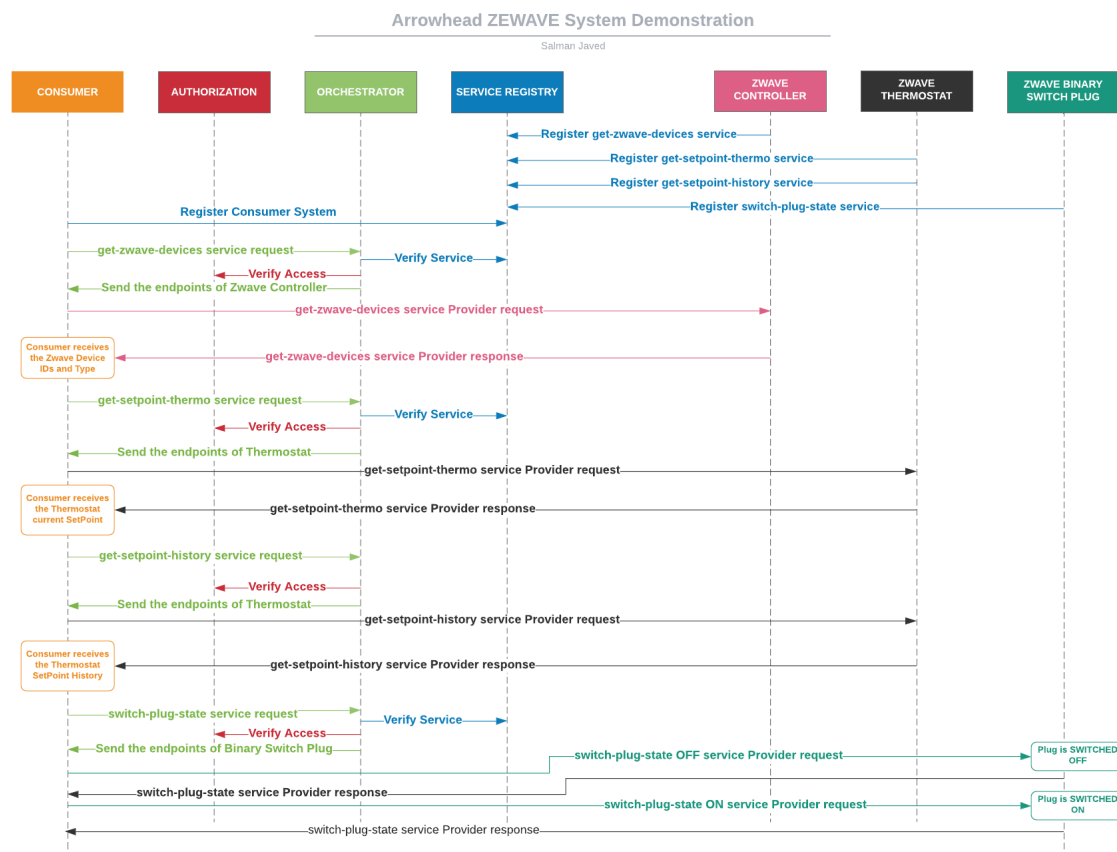 Arrowhead ZEWAVE System Demonstration
Salman Javed
CONSUMER
AUTHORIZATION
ORCHESTRATOR
SERVICE REGISTRY
ZWAVE
CONTROLLER
ZWAVE
THERMOSTAT
ZWAVE BINARY
SWITCH PLUG
Register get-zwave-devices service
Register get-setpoint-thermo service
Register get-setpoint-history service
Register switch-plug-state service
Register Consumer System
get-zwave-devices service request
Verify Service
Verify Access
Send the endpoints of Zwave Controller
get-zwave-devices service Provider request
Consumer receives
the Zwave Device
IDs and Type
get-zwave-devices service Provider response
get-setpoint-thermo service request
Verify Service
Verify Access
Send the endpoints of Thermostat
get-setpoint-thermo service Provider request
Consumer receives
the Thermostat
current SetPoint
get-setpoint-thermo service Provider response
get-setpoint-history service request
Verify Access
Send the endpoints of Thermostat
get-setpoint-history service Provider request
Consumer receives
the Thermostat
SetPoint History
get-setpoint-history service Provider response
switch-plug-state service request
Verify Service
Verify Access
Send the endpoints of Binary Switch Plug
switch-plug-state OFF service Provider request
Plug is SWITCHED
OFF
switch-plug-state service Provider response
switch-plug-state ON service Provider request
Plug is SWITCHED
ON
switch-plug-state service Provider response